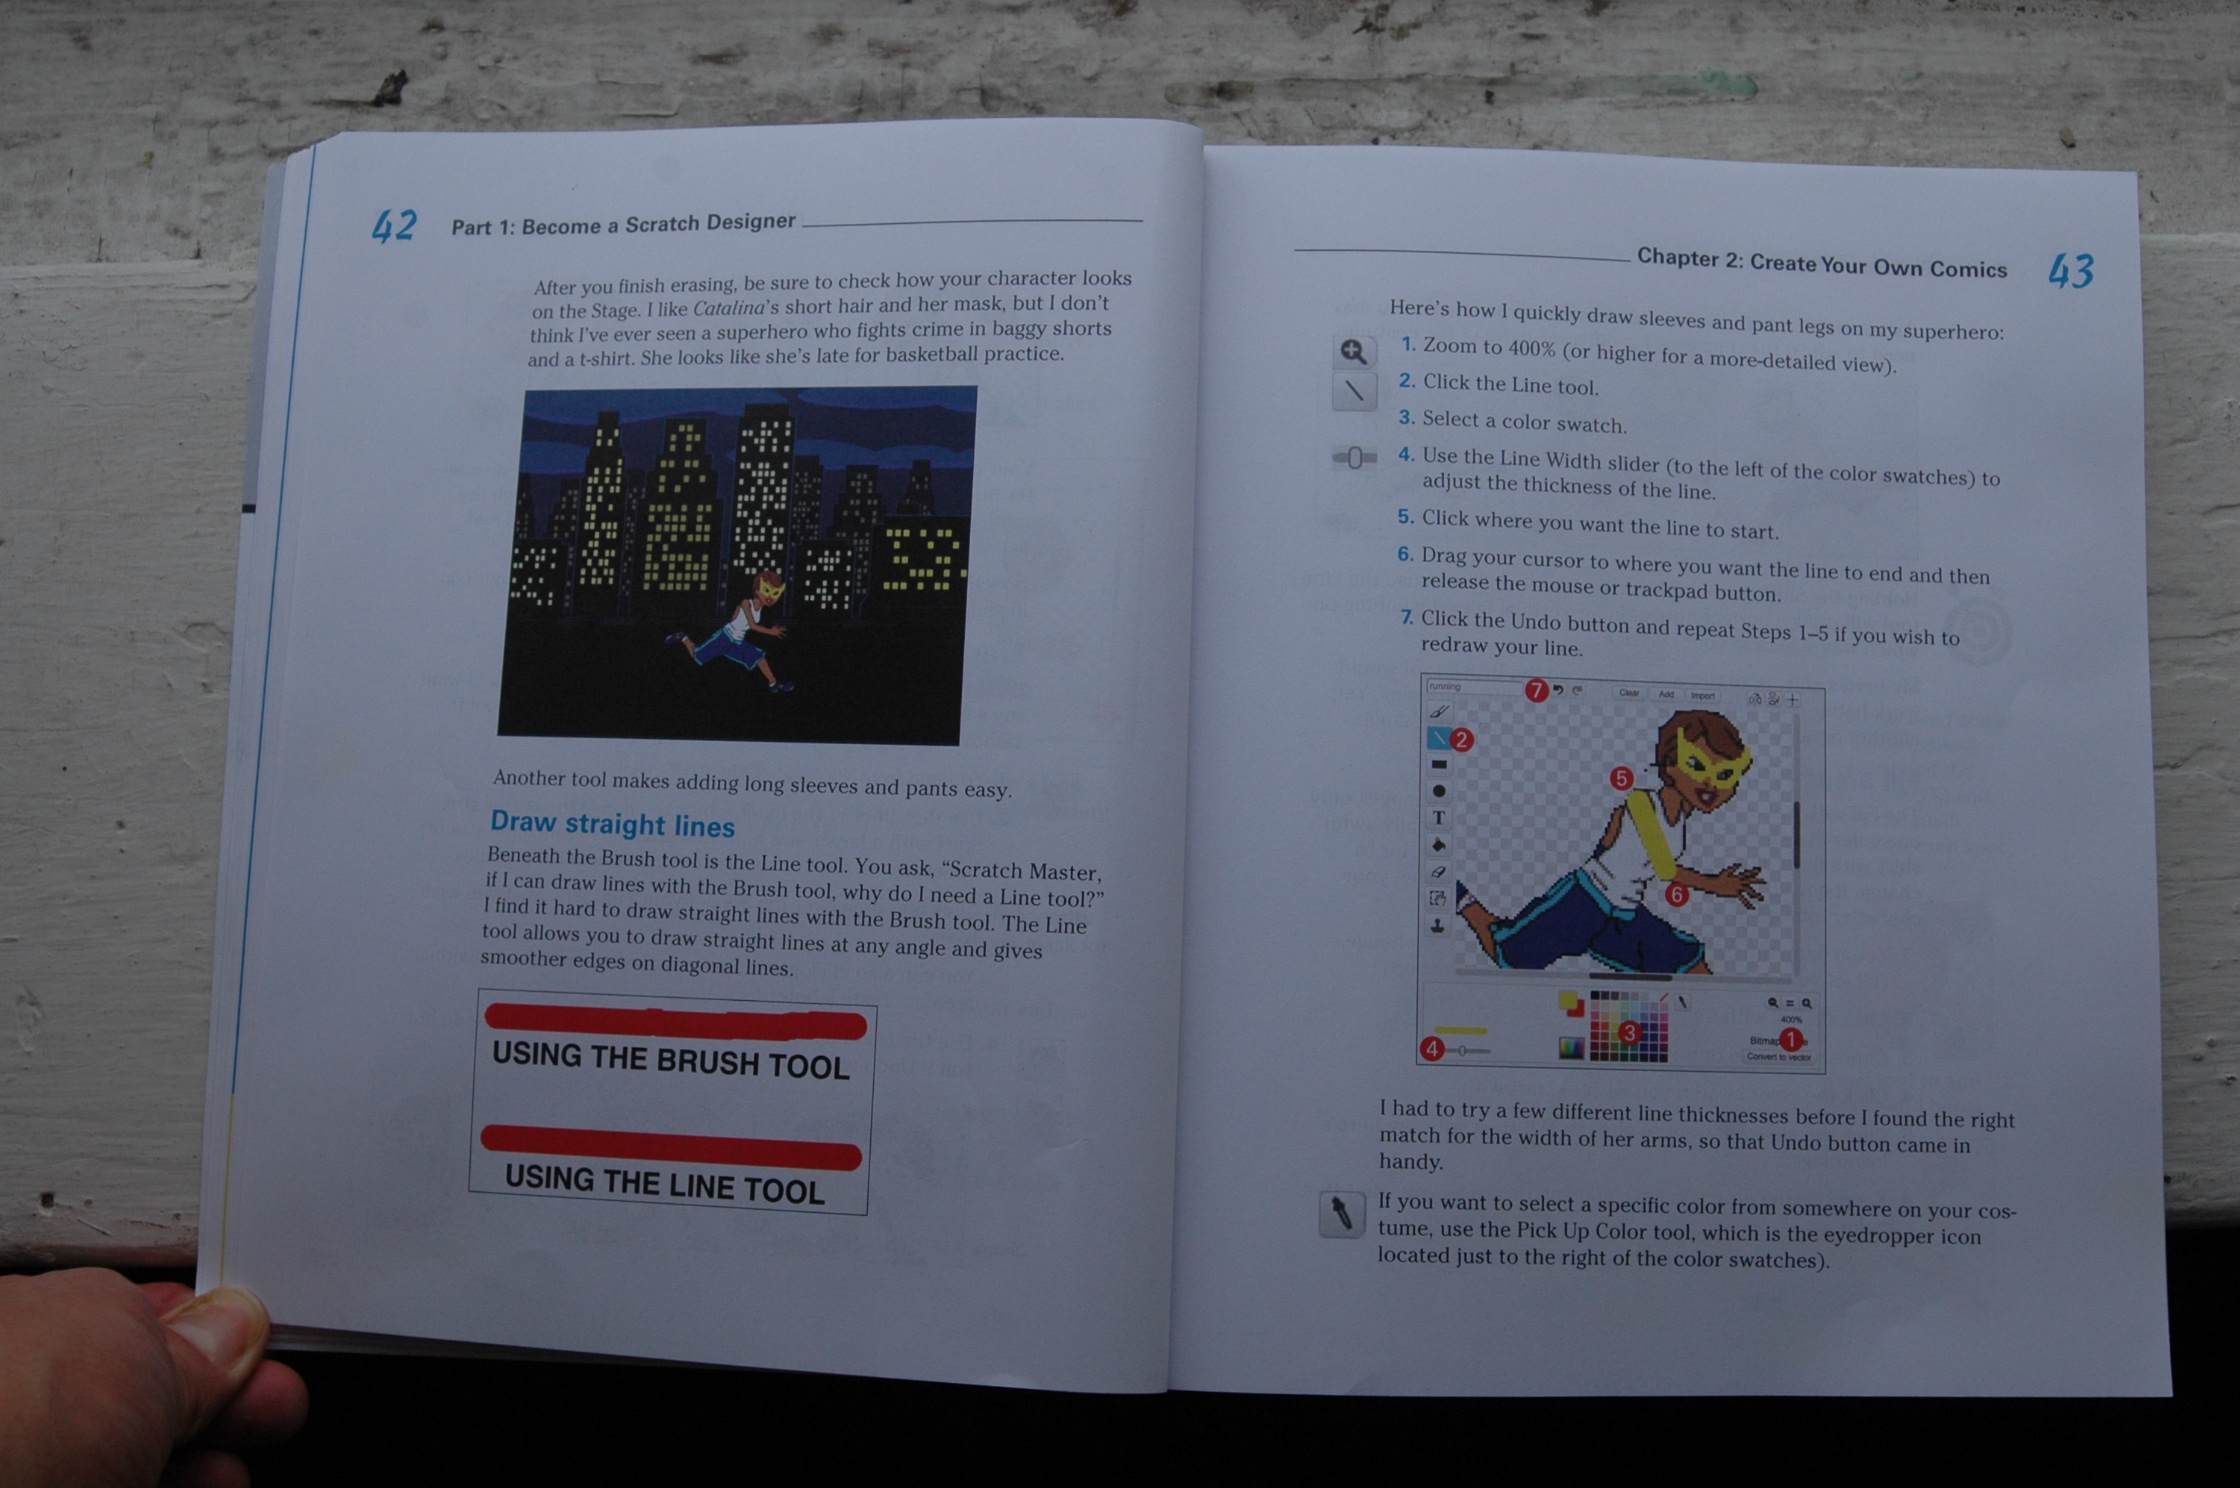 42 Part 1: Become a Scratch Designer
After you finish erasing, be sure to check how your character looks
on the Stage. I like Catalina's short hair and her mask, but I don't
think I've ever seen a superhero who fights crime in baggy shorts
and a t-shirt. She looks like she's late for basketball practice.
Another tool makes adding long sleeves and pants easy.
Draw straight lines
Beneath the Brush tool is the Line tool. You ask, “Scratch Master,
if I can draw lines with the Brush tool, why do I need a Line tool?”
I find it hard to draw straight lines with the Brush tool. The Line
tool allows you to draw straight lines at any angle and gives
smoother edges on diagonal lines.
USING THE BRUSH TOOL
USING THE LINE TOOL
Chapter 2: Create Your Own Comics 43
Here's how I quickly draw sleeves and pant legs on my superhero:
1. Zoom to 400% (or higher for a more-detailed view).
2. Click the Line tool.
3. Select a color swatch.
4. Use the Line Width slider (to the left of the color swatches) to
adjust the thickness of the line.
5. Click where you want the line to start.
6. Drag your cursor to where you want the line to end and then
release the mouse or trackpad button.
7. Click the Undo button and repeat Steps 1–5 if you wish to
redraw your line.
running 7 Clear Add Import
2
5
T
6
3
400%
4
Bitmap 1
Convert to vector
I had to try a few different line thicknesses before I found the right
match for the width of her arms, so that Undo button came in
handy.
If you want to select a specific color from somewhere on your cos-
tume, use the Pick Up Color tool, which is the eyedropper icon
located just to the right of the color swatches).